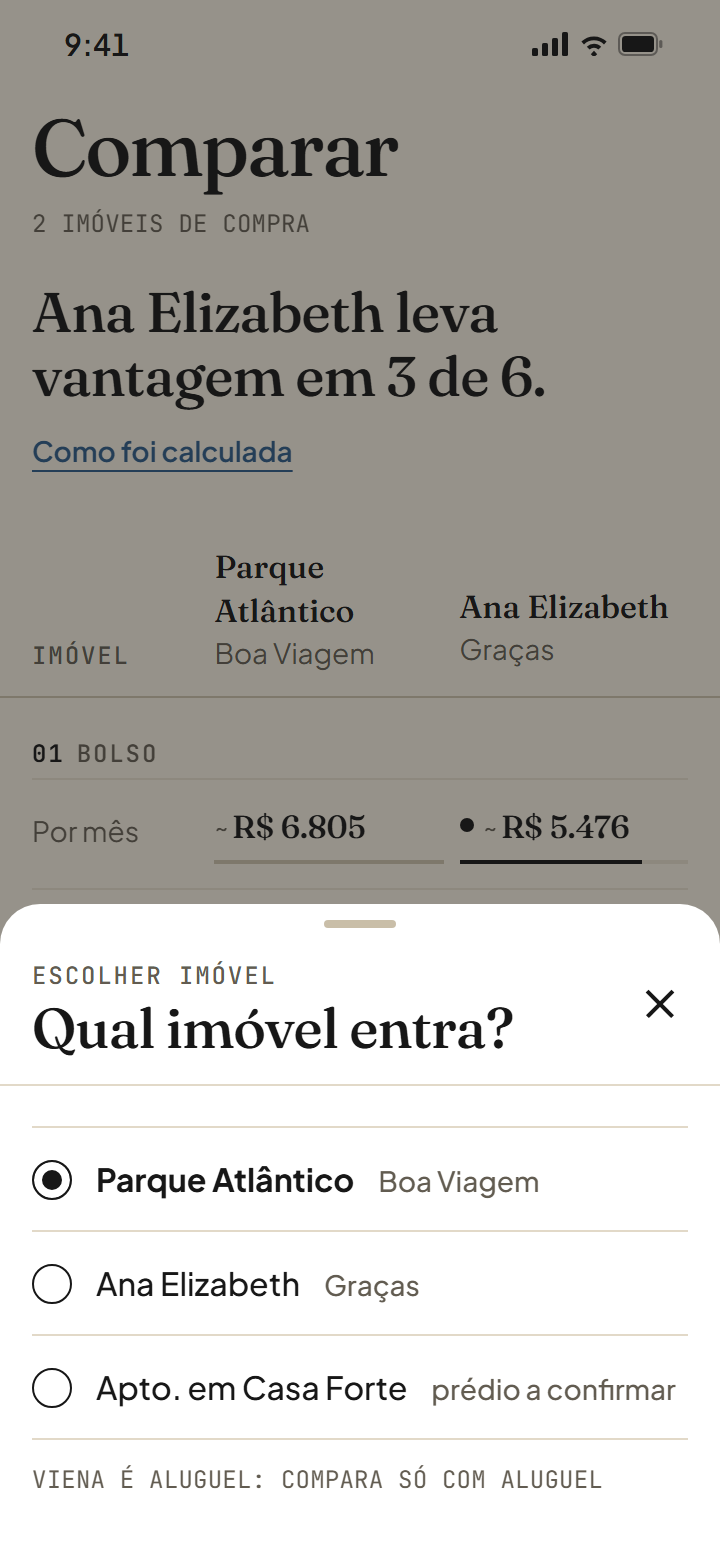 9:41
Comparar
2 IMÓVEIS DE COMPRA
Ana Elizabeth leva
vantagem em 3 de 6.
Como foi calculada
Parque
Atlântico
Ana Elizabeth
IMÓVEL
Boa Viagem
Graças
01 BOLSO
Por mês
~ R$ 6.805
~ R$ 5.476
ESCOLHER IMÓVEL
Qual imóvel entra?
Parque Atlântico Boa Viagem
Ana Elizabeth Graças
Apto. em Casa Forte prédio a confirmar
VIENA É ALUGUEL: COMPARA SÓ COM ALUGUEL